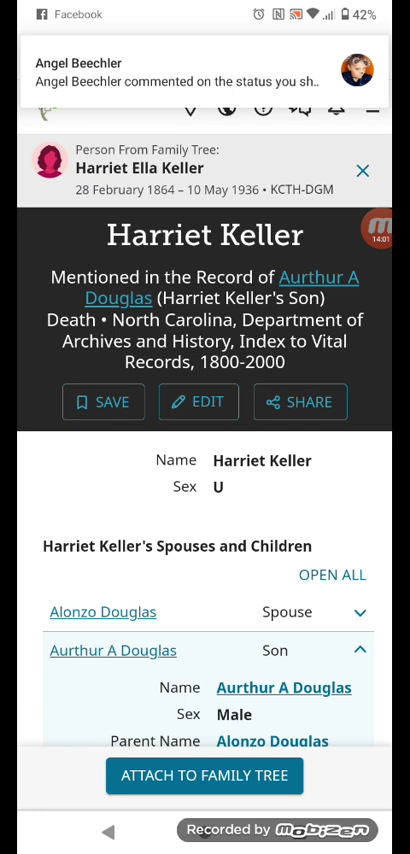 Facebook
42%
Angel Beechler
Angel Beechler commented on the status you sh..
Person From Family Tree:
Harriet Ella Keller
28 February 1864 – 10 May 1936 • KCTH-DGM
Harriet Keller
14:01
Mentioned in the Record of Aurthur A
Douglas (Harriet Keller's Son)
Death • North Carolina, Department of
Archives and History, Index to Vital
Records, 1800-2000
SAVE
EDIT
SHARE
Name Harriet Keller
Sex U
Harriet Keller's Spouses and Children
OPEN ALL
Alonzo Douglas Spouse
Aurthur A Douglas Son
Name Aurthur A Douglas
Sex Male
Parent Name Alonzo Douglas
ATTACH TO FAMILY TREE
Recorded by mobizen